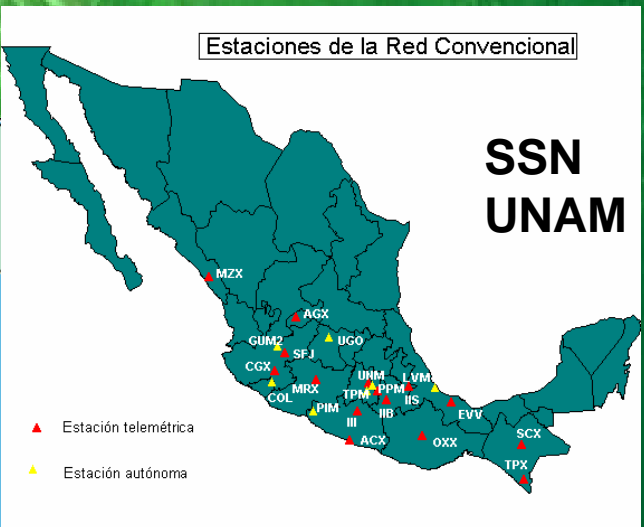 Estaciones de la Red Convencional
SSN
UNAM
MZX
AGX
GUM2
UGO
SFJ
CGX
UNM
MRX
PPM
TPM
IIS
COL
IIB
PIM
EVV
III
ACX
OXX
SCX
TPX
Estación telemétrica
Estación autónoma